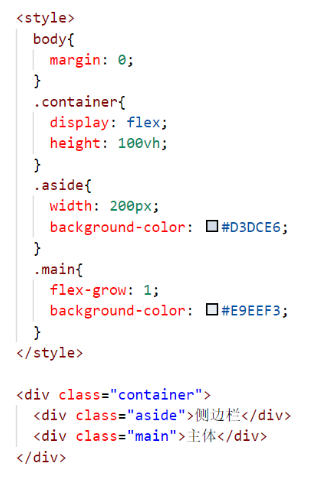 <style>
  body{
    margin: 0;
  }
  .container{
    display: flex;
    height: 100vh;
  }
  .aside{
    width: 200px;
    background-color: #D3DCE6;
  }
  .main{
    flex-grow: 1;
    background-color: #E9EEF3;
  }
</style>

<div class="container">
  <div class="aside">侧边栏</div>
  <div class="main">主体</div>
</div>